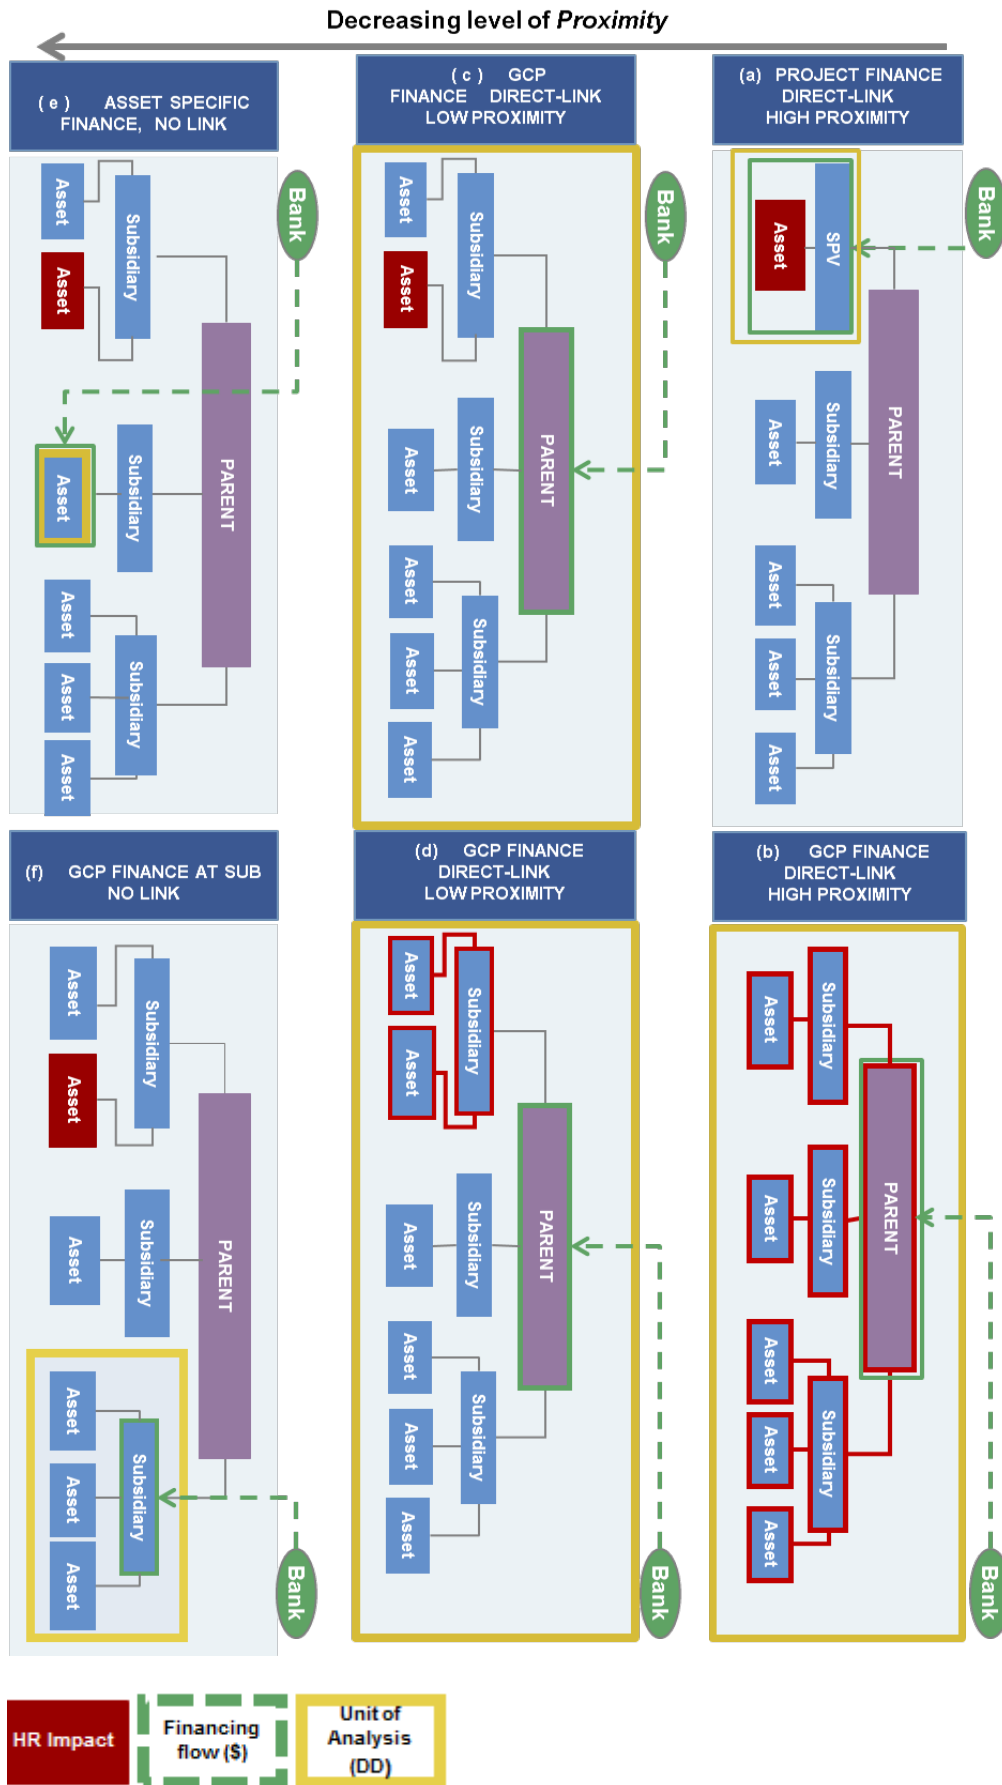 Decreasing level of Proximity
( e ) ASSET SPECIFIC
FINANCE, NO LINK
( c ) GCP
FINANCE DIRECT-LINK
LOW PROXIMITY
(a) PROJECT FINANCE
DIRECT-LINK
HIGH PROXIMITY
Asset
Asset
Subsidiary
Bank
PARENT
Asset
Subsidiary
Asset
Asset
Asset
Subsidiary
Asset
Asset
Subsidiary
Bank
PARENT
Asset
Subsidiary
Asset
Asset
Asset
Subsidiary
Asset
SPV
Bank
PARENT
Asset
Subsidiary
Asset
Asset
Asset
Subsidiary
(f) GCP FINANCE AT SUB
NO LINK
(d) GCP FINANCE
DIRECT-LINK
LOW PROXIMITY
(b) GCP FINANCE
DIRECT-LINK
HIGH PROXIMITY
Asset
Asset
Subsidiary
PARENT
Asset
Subsidiary
Asset
Asset
Asset
Subsidiary
Bank
Asset
Asset
Subsidiary
PARENT
Asset
Subsidiary
Asset
Asset
Asset
Subsidiary
Bank
Asset
Subsidiary
PARENT
Asset
Subsidiary
Asset
Asset
Asset
Subsidiary
Bank
HR Impact
Financing
flow ($)
Unit of
Analysis
(DD)